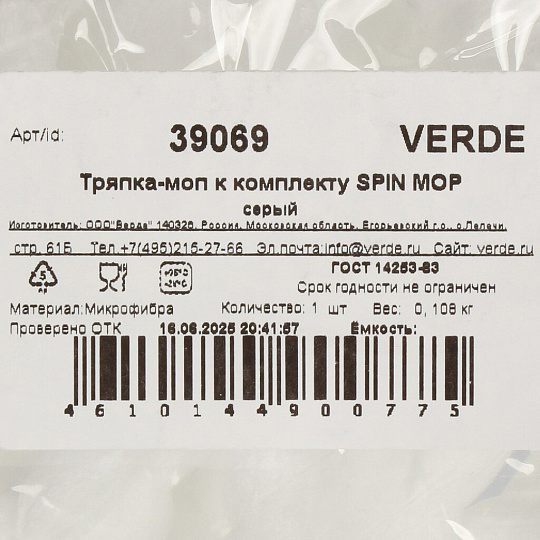 Арт/id: 39069 VERDE
Тряпка-моп к комплекту SPIN MOP
серый
Изготовитель: ООО"Верде" 140326, Россия, Московская область, Егорьевский г.о., с.Лелечи,
стр. 61Б Тел.+7(495)215-27-66 Эл.почта:info@verde.ru Сайт: verde.ru
ГОСТ 14253-83
5
PP
Срок годности не ограничен
Материал:Микрофибра Количество: 1 шт Вес: 0, 108 кг
Проверено ОТК 16.06.2025 20:41:57 Ёмкость:
4610144900775